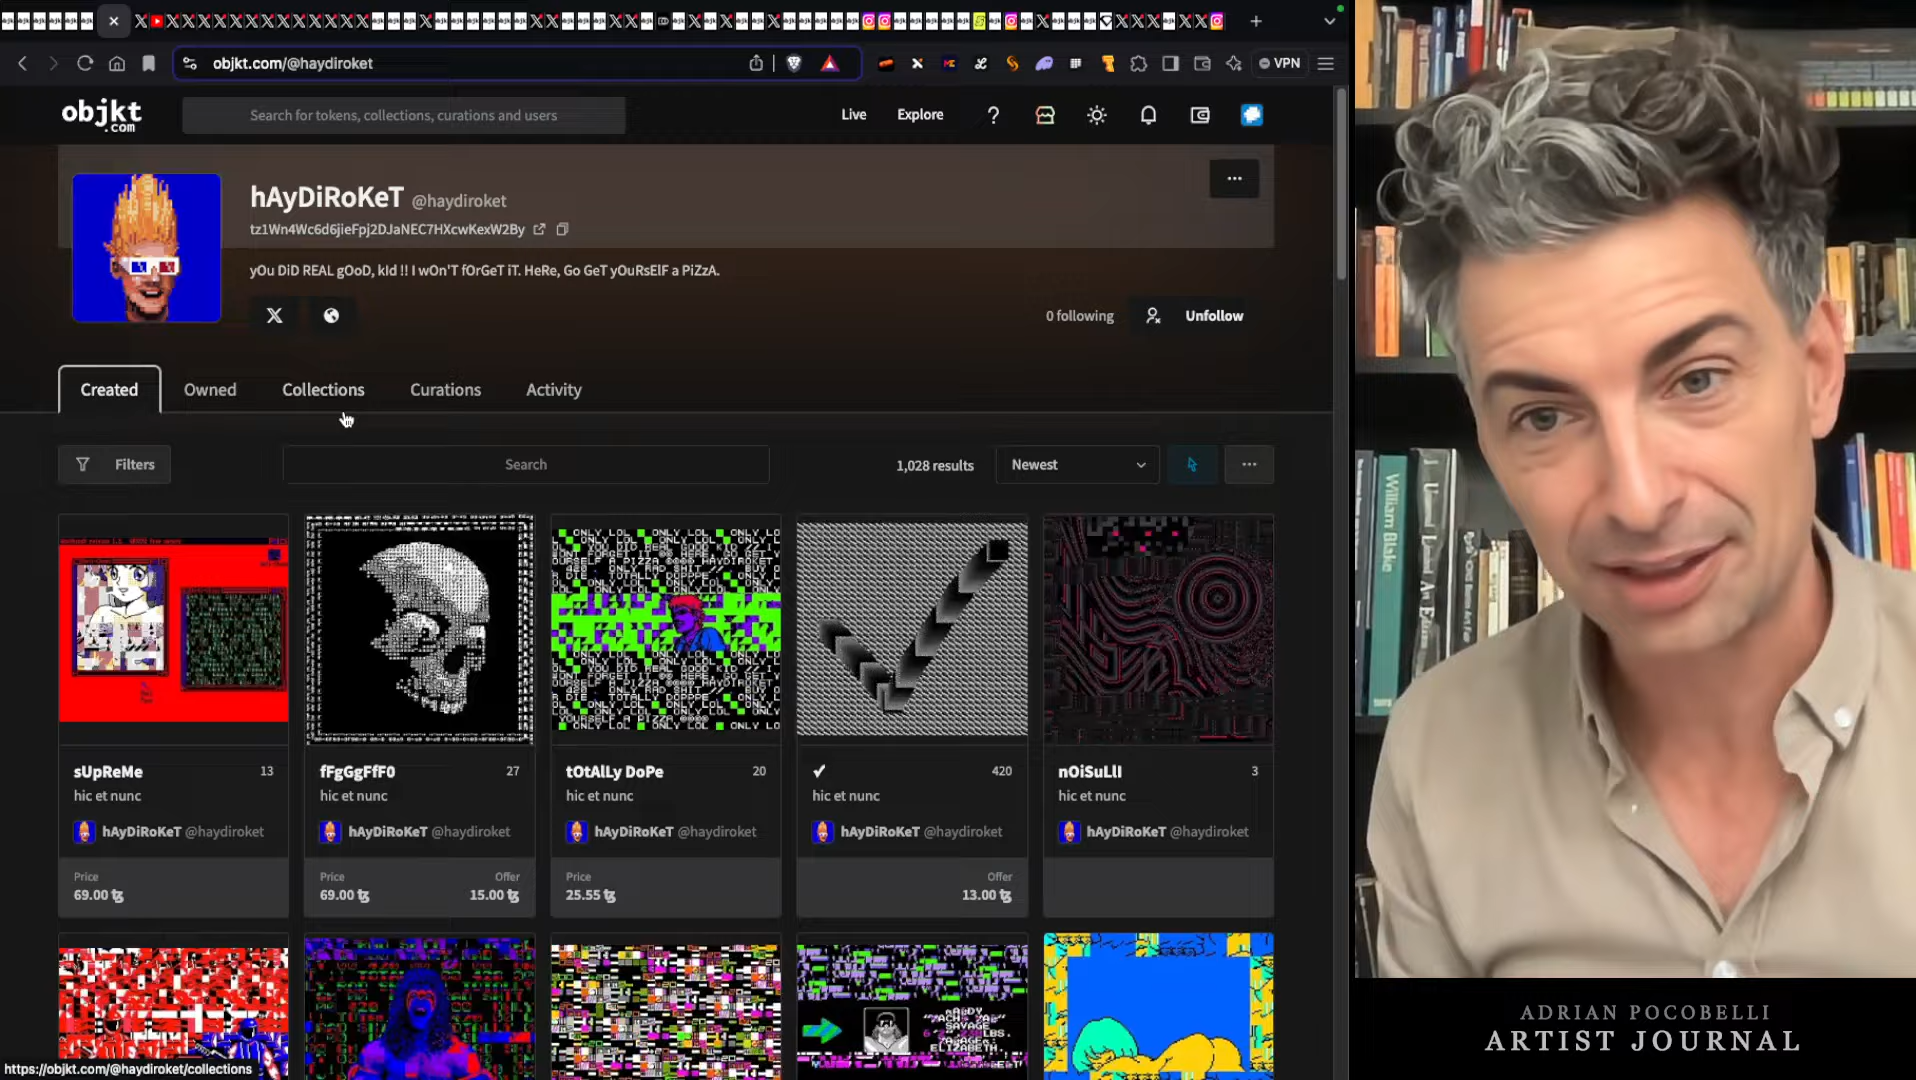 objkt.com/@haydiroket
VPN
objkt
.com
Search for tokens, collections, curations and users
Live
Explore
?
hAyDiRoKeT @haydiroket
tz1Wn4Wc6d6jieFpj2DJaNEC7HXcwKexW2By
yOu DiD REAL gOoD, kId !! I wOn'T fOrGeT iT. HeRe, Go GeT yOuRsElF a PiZzA.
0 following
Unfollow
Created
Owned
Collections
Curations
Activity
Filters
Search
1,028 results
Newest
sUpReMe 13
hic et nunc
hAyDiRoKeT @haydiroket
Price
69.00
fFgGgFfF0 27
hic et nunc
hAyDiRoKeT @haydiroket
Price
69.00
Offer
15.00
tOtAlLy DoPe 20
hic et nunc
hAyDiRoKeT @haydiroket
Price
25.55
✓ 420
hic et nunc
hAyDiRoKeT @haydiroket
Offer
13.00
nOiSuLlI 3
hic et nunc
hAyDiRoKeT @haydiroket
SAVAGE
ELIZABETH.
https://objkt.com/@haydiroket/collections
William Blake
ADRIAN POCOBELLI
ARTIST JOURNAL